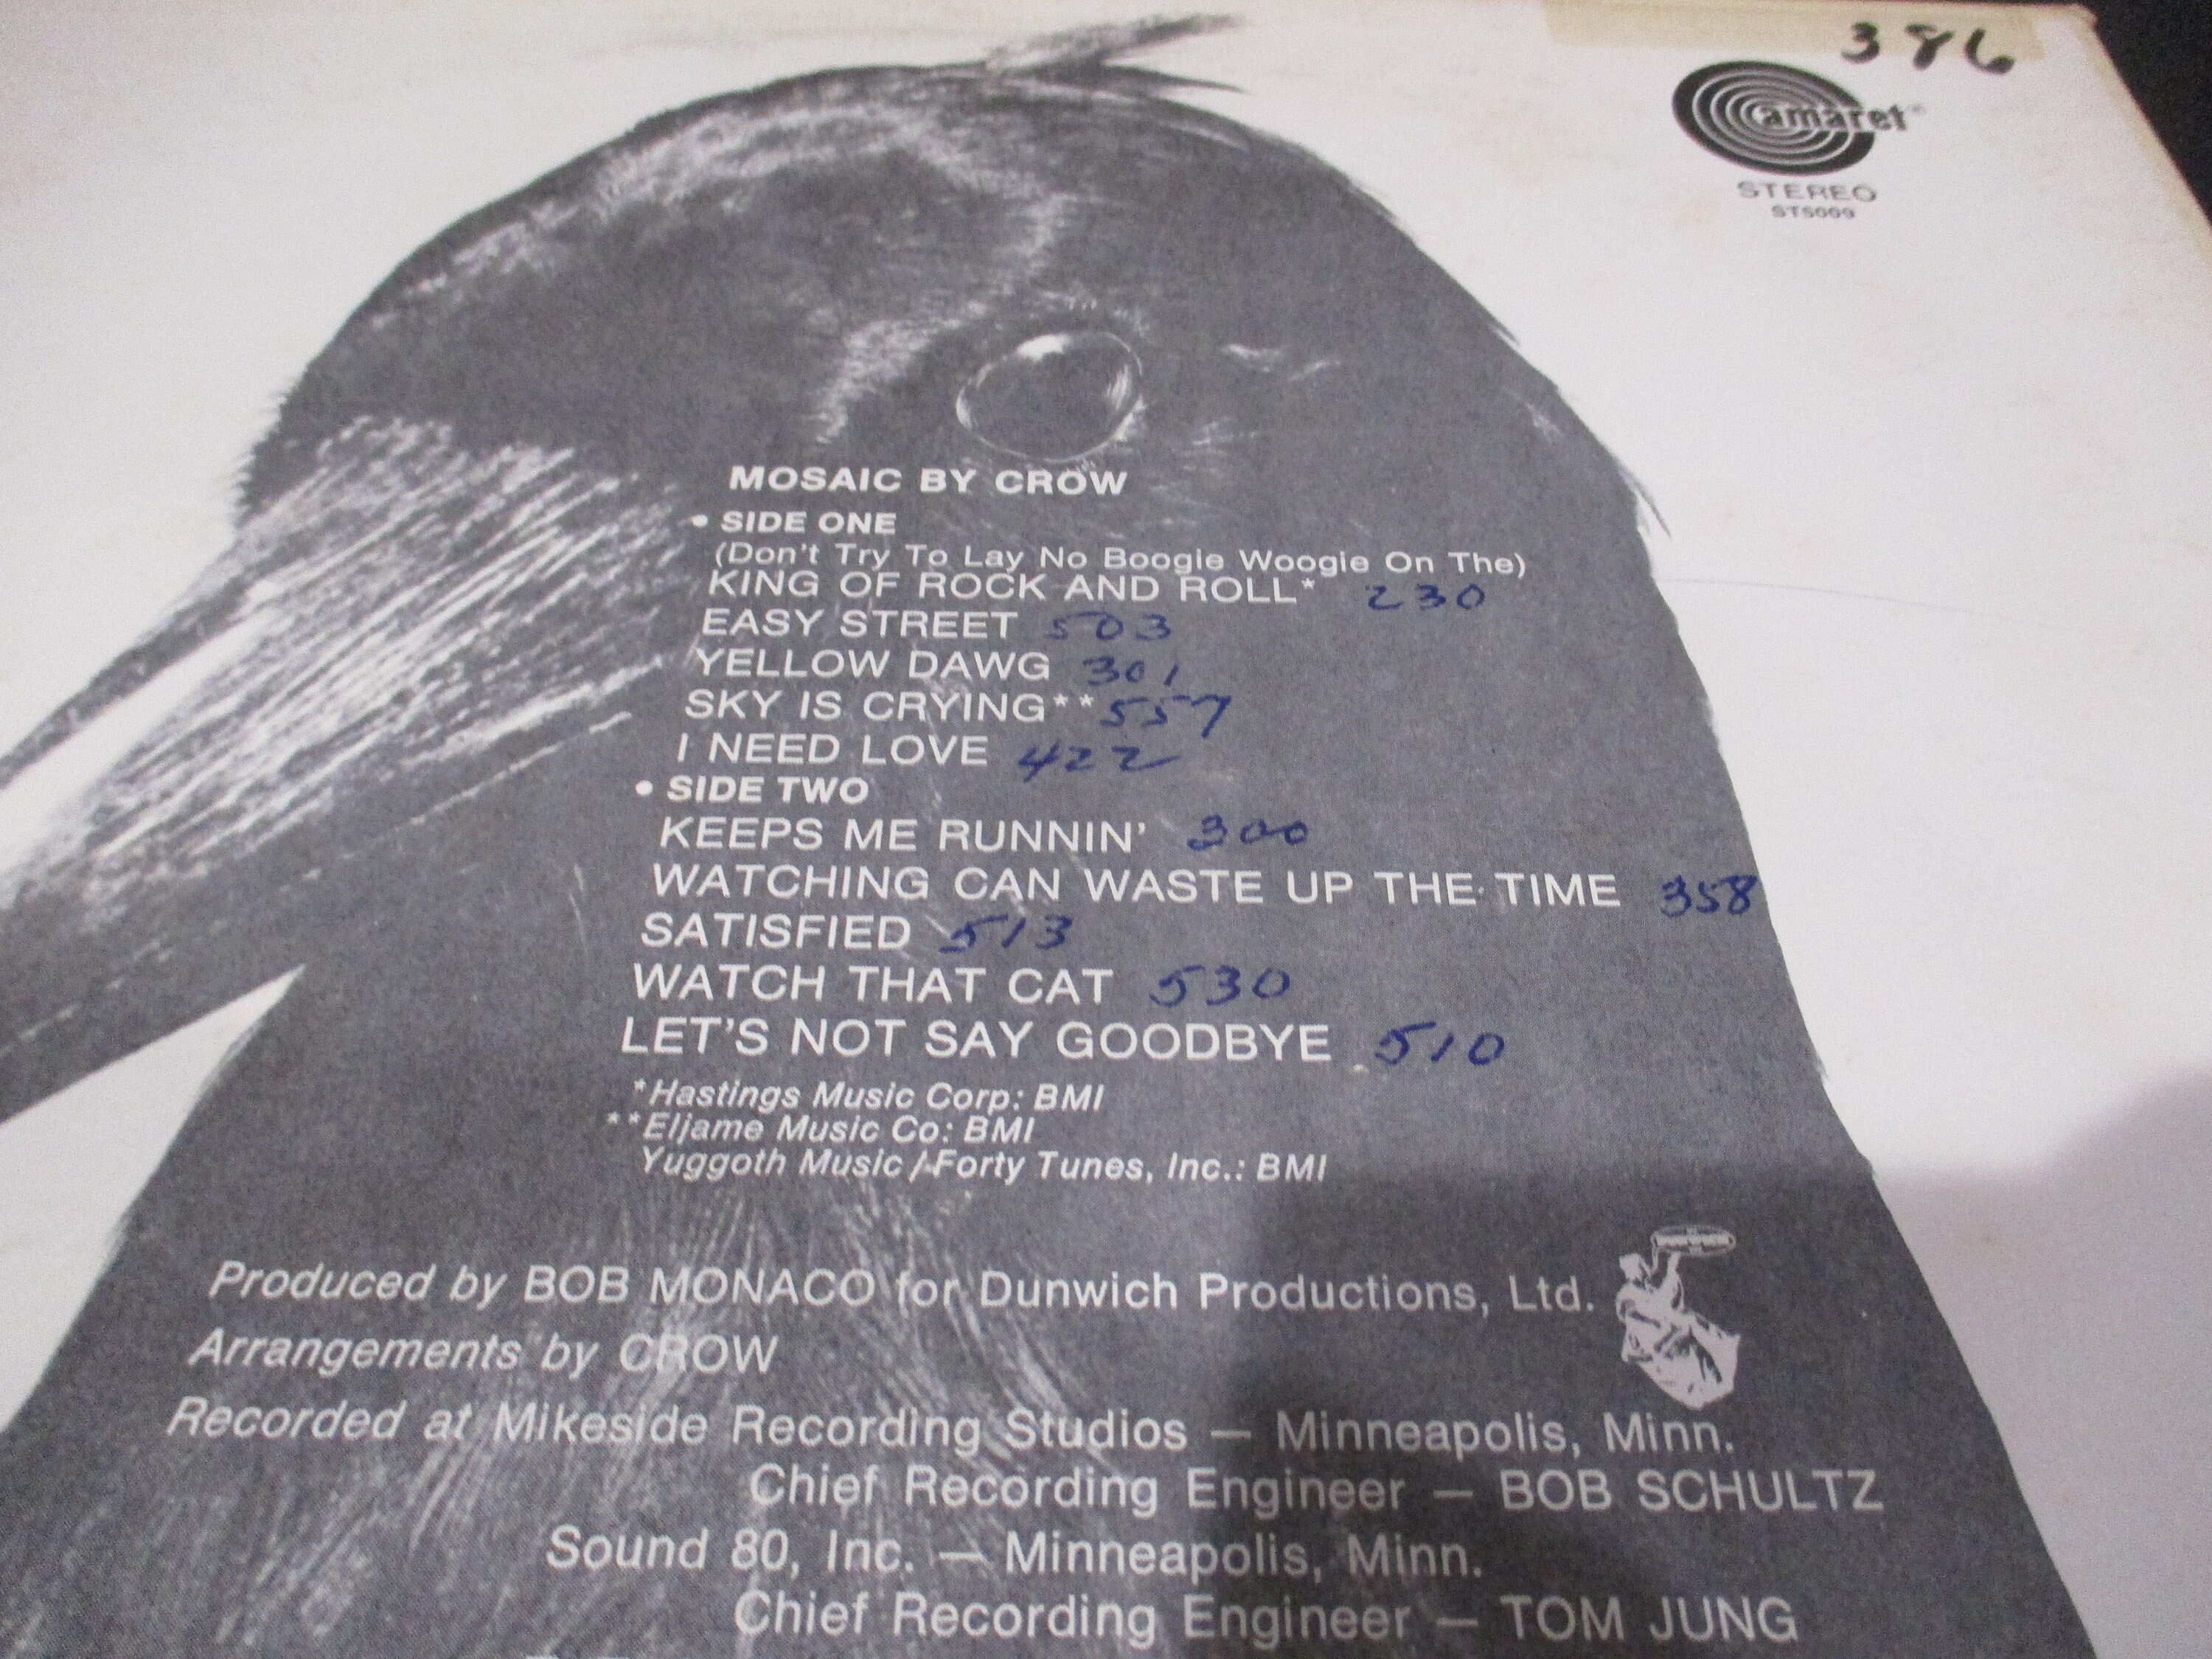 386
amaret
STEREO
ST5009
MOSAIC BY CROW
• SIDE ONE
(Don't Try To Lay No Boogie Woogie On The)
KING OF ROCK AND ROLL* 230
EASY STREET 503
YELLOW DAWG 301
SKY IS CRYING** 557
I NEED LOVE 422
• SIDE TWO
KEEPS ME RUNNIN' 300
WATCHING CAN WASTE UP THE TIME 358
SATISFIED 513
WATCH THAT CAT 530
LET'S NOT SAY GOODBYE 510
*Hastings Music Corp: BMI
**Eljame Music Co: BMI
Yuggoth Music/Forty Tunes, Inc.: BMI
Produced by BOB MONACO for Dunwich Productions, Ltd.
Arrangements by CROW
Recorded at Mikeside Recording Studios — Minneapolis, Minn.
Chief Recording Engineer — BOB SCHULTZ
Sound 80, Inc. — Minneapolis, Minn.
Chief Recording Engineer — TOM JUNG